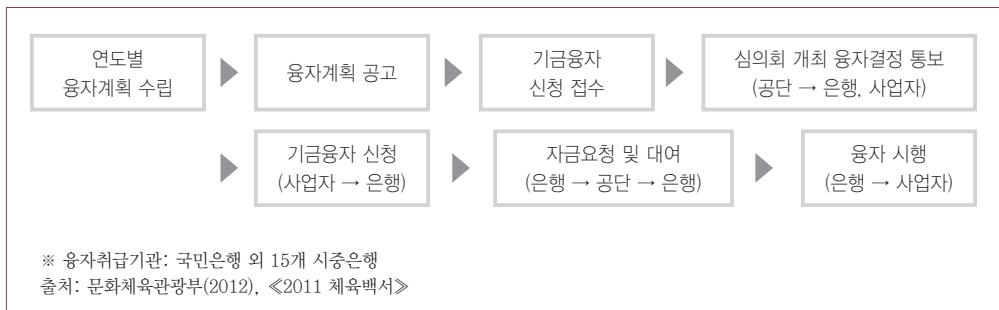 연도별
융자계획 수립
융자계획 공고
기금융자
신청 접수
심의회 개최 융자결정 통보
(공단 → 은행, 사업자)
기금융자 신청
(사업자 → 은행)
자금요청 및 대여
(은행 → 공단 → 은행)
융자 시행
(은행 → 사업자)
※ 융자취급기관: 국민은행 외 15개 시중은행
출처: 문화체육관광부(2012), ≪2011 체육백서≫